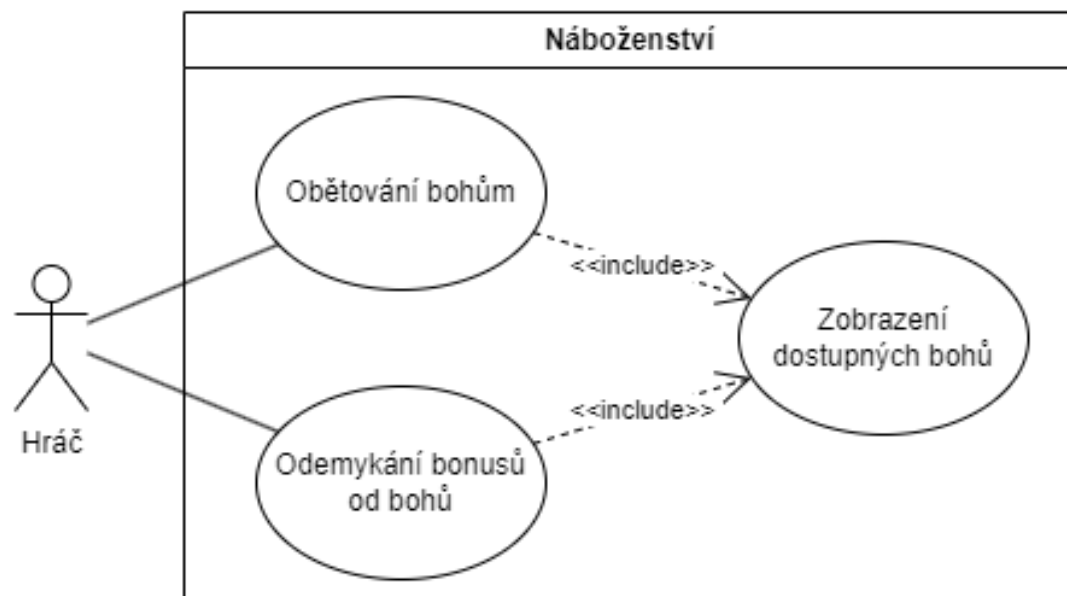 Náboženství
Obětování bohům
<<include>>
Zobrazení
dostupných bohů
<<include>>
Hráč
Odemykání bonusů
od bohů